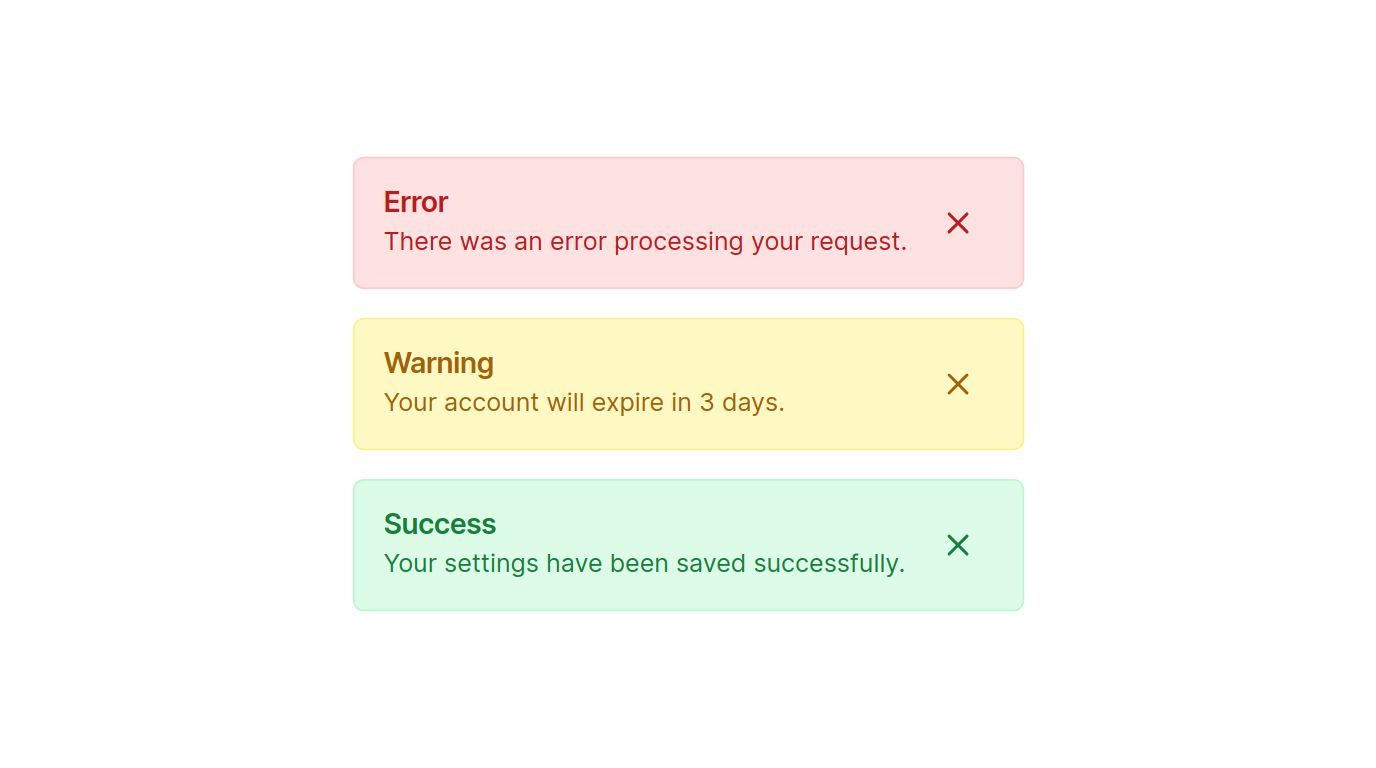 Error
There was an error processing your request.
Warning
Your account will expire in 3 days.
Success
Your settings have been saved successfully.